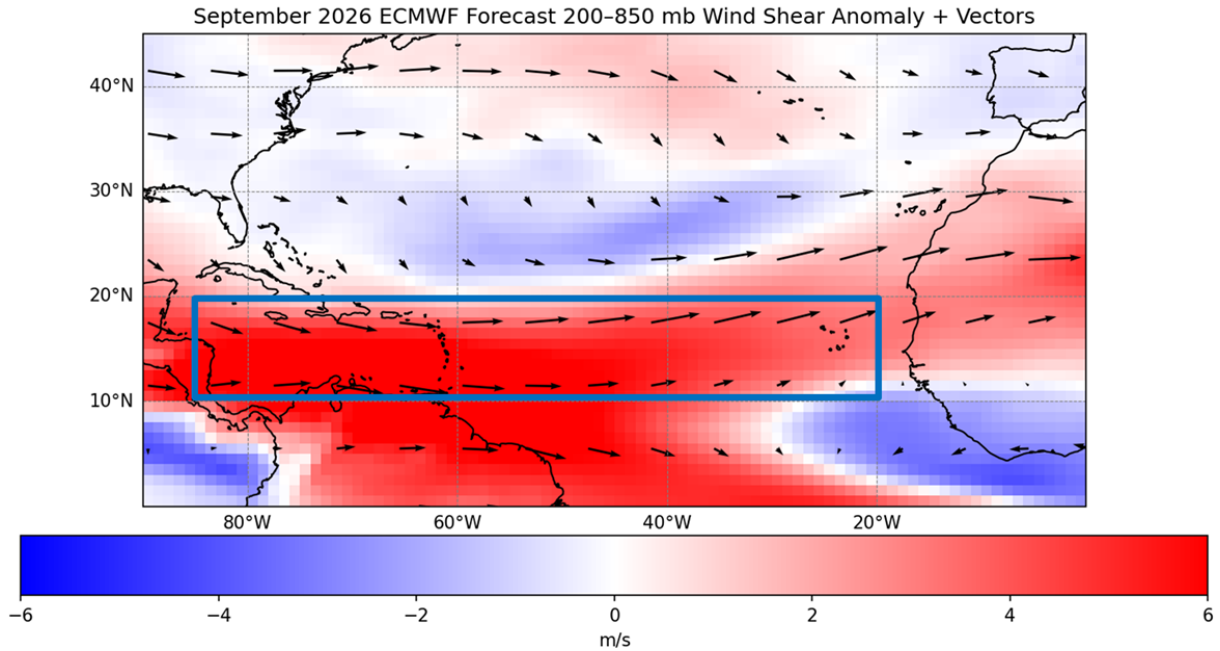 September 2026 ECMWF Forecast 200–850 mb Wind Shear Anomaly + Vectors
40°N
30°N
20°N
10°N
80°W 60°W 40°W 20°W
−6 −4 −2 0 2 4 6
m/s